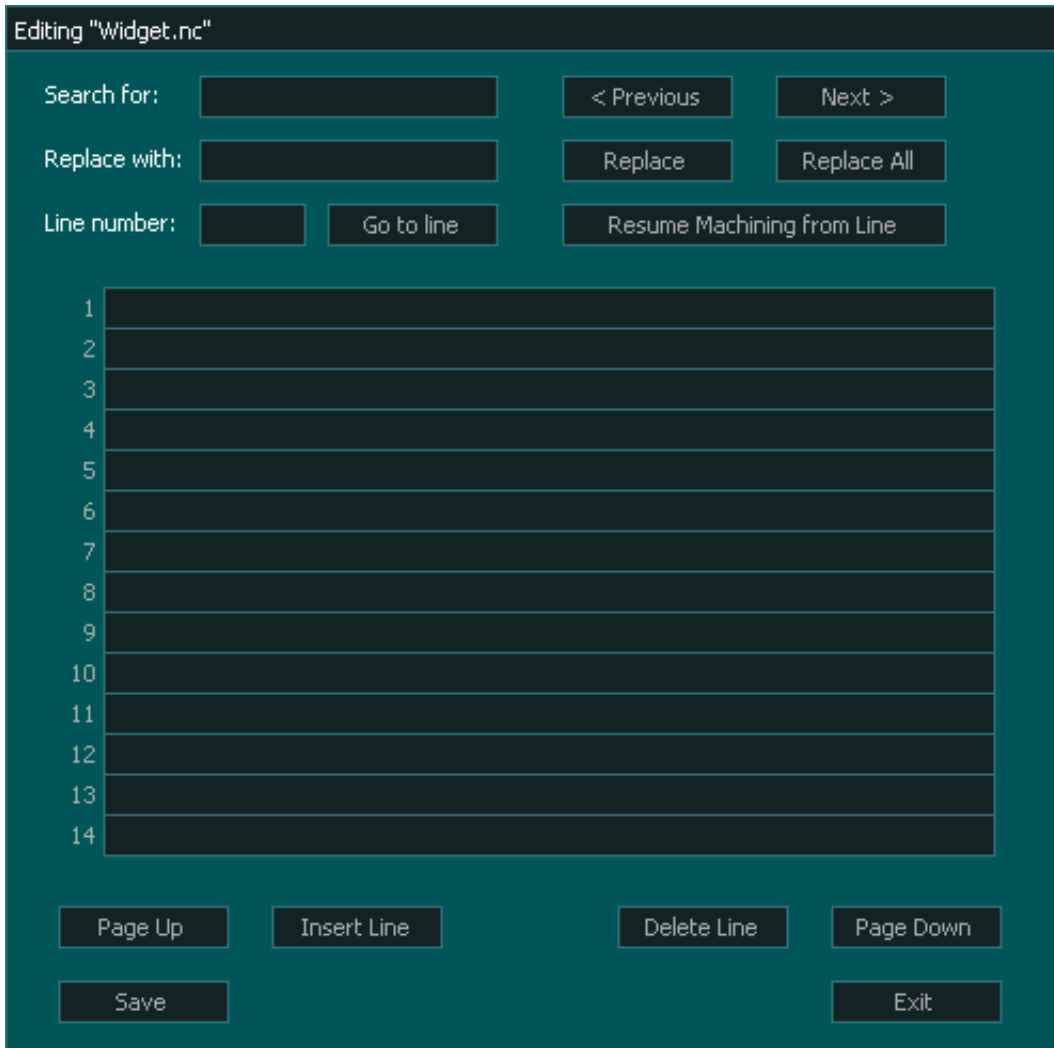 Editing "Widget.nc"
Search for:
< Previous
Next >
Replace with:
Replace
Replace All
Line number:
Go to line
Resume Machining from Line
1
2
3
4
5
6
7
8
9
10
11
12
13
14
Page Up
Insert Line
Delete Line
Page Down
Save
Exit